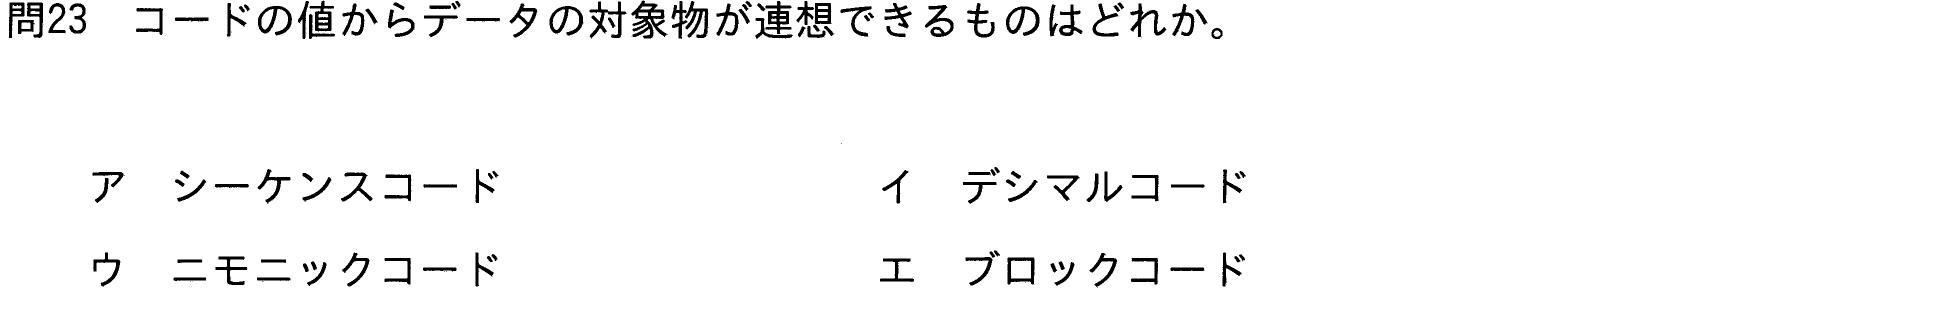 問23　コードの値からデータの対象物が連想できるものはどれか。
ア　シーケンスコード　　　イ　デシマルコード
ウ　ニモニックコード　　　エ　ブロックコード